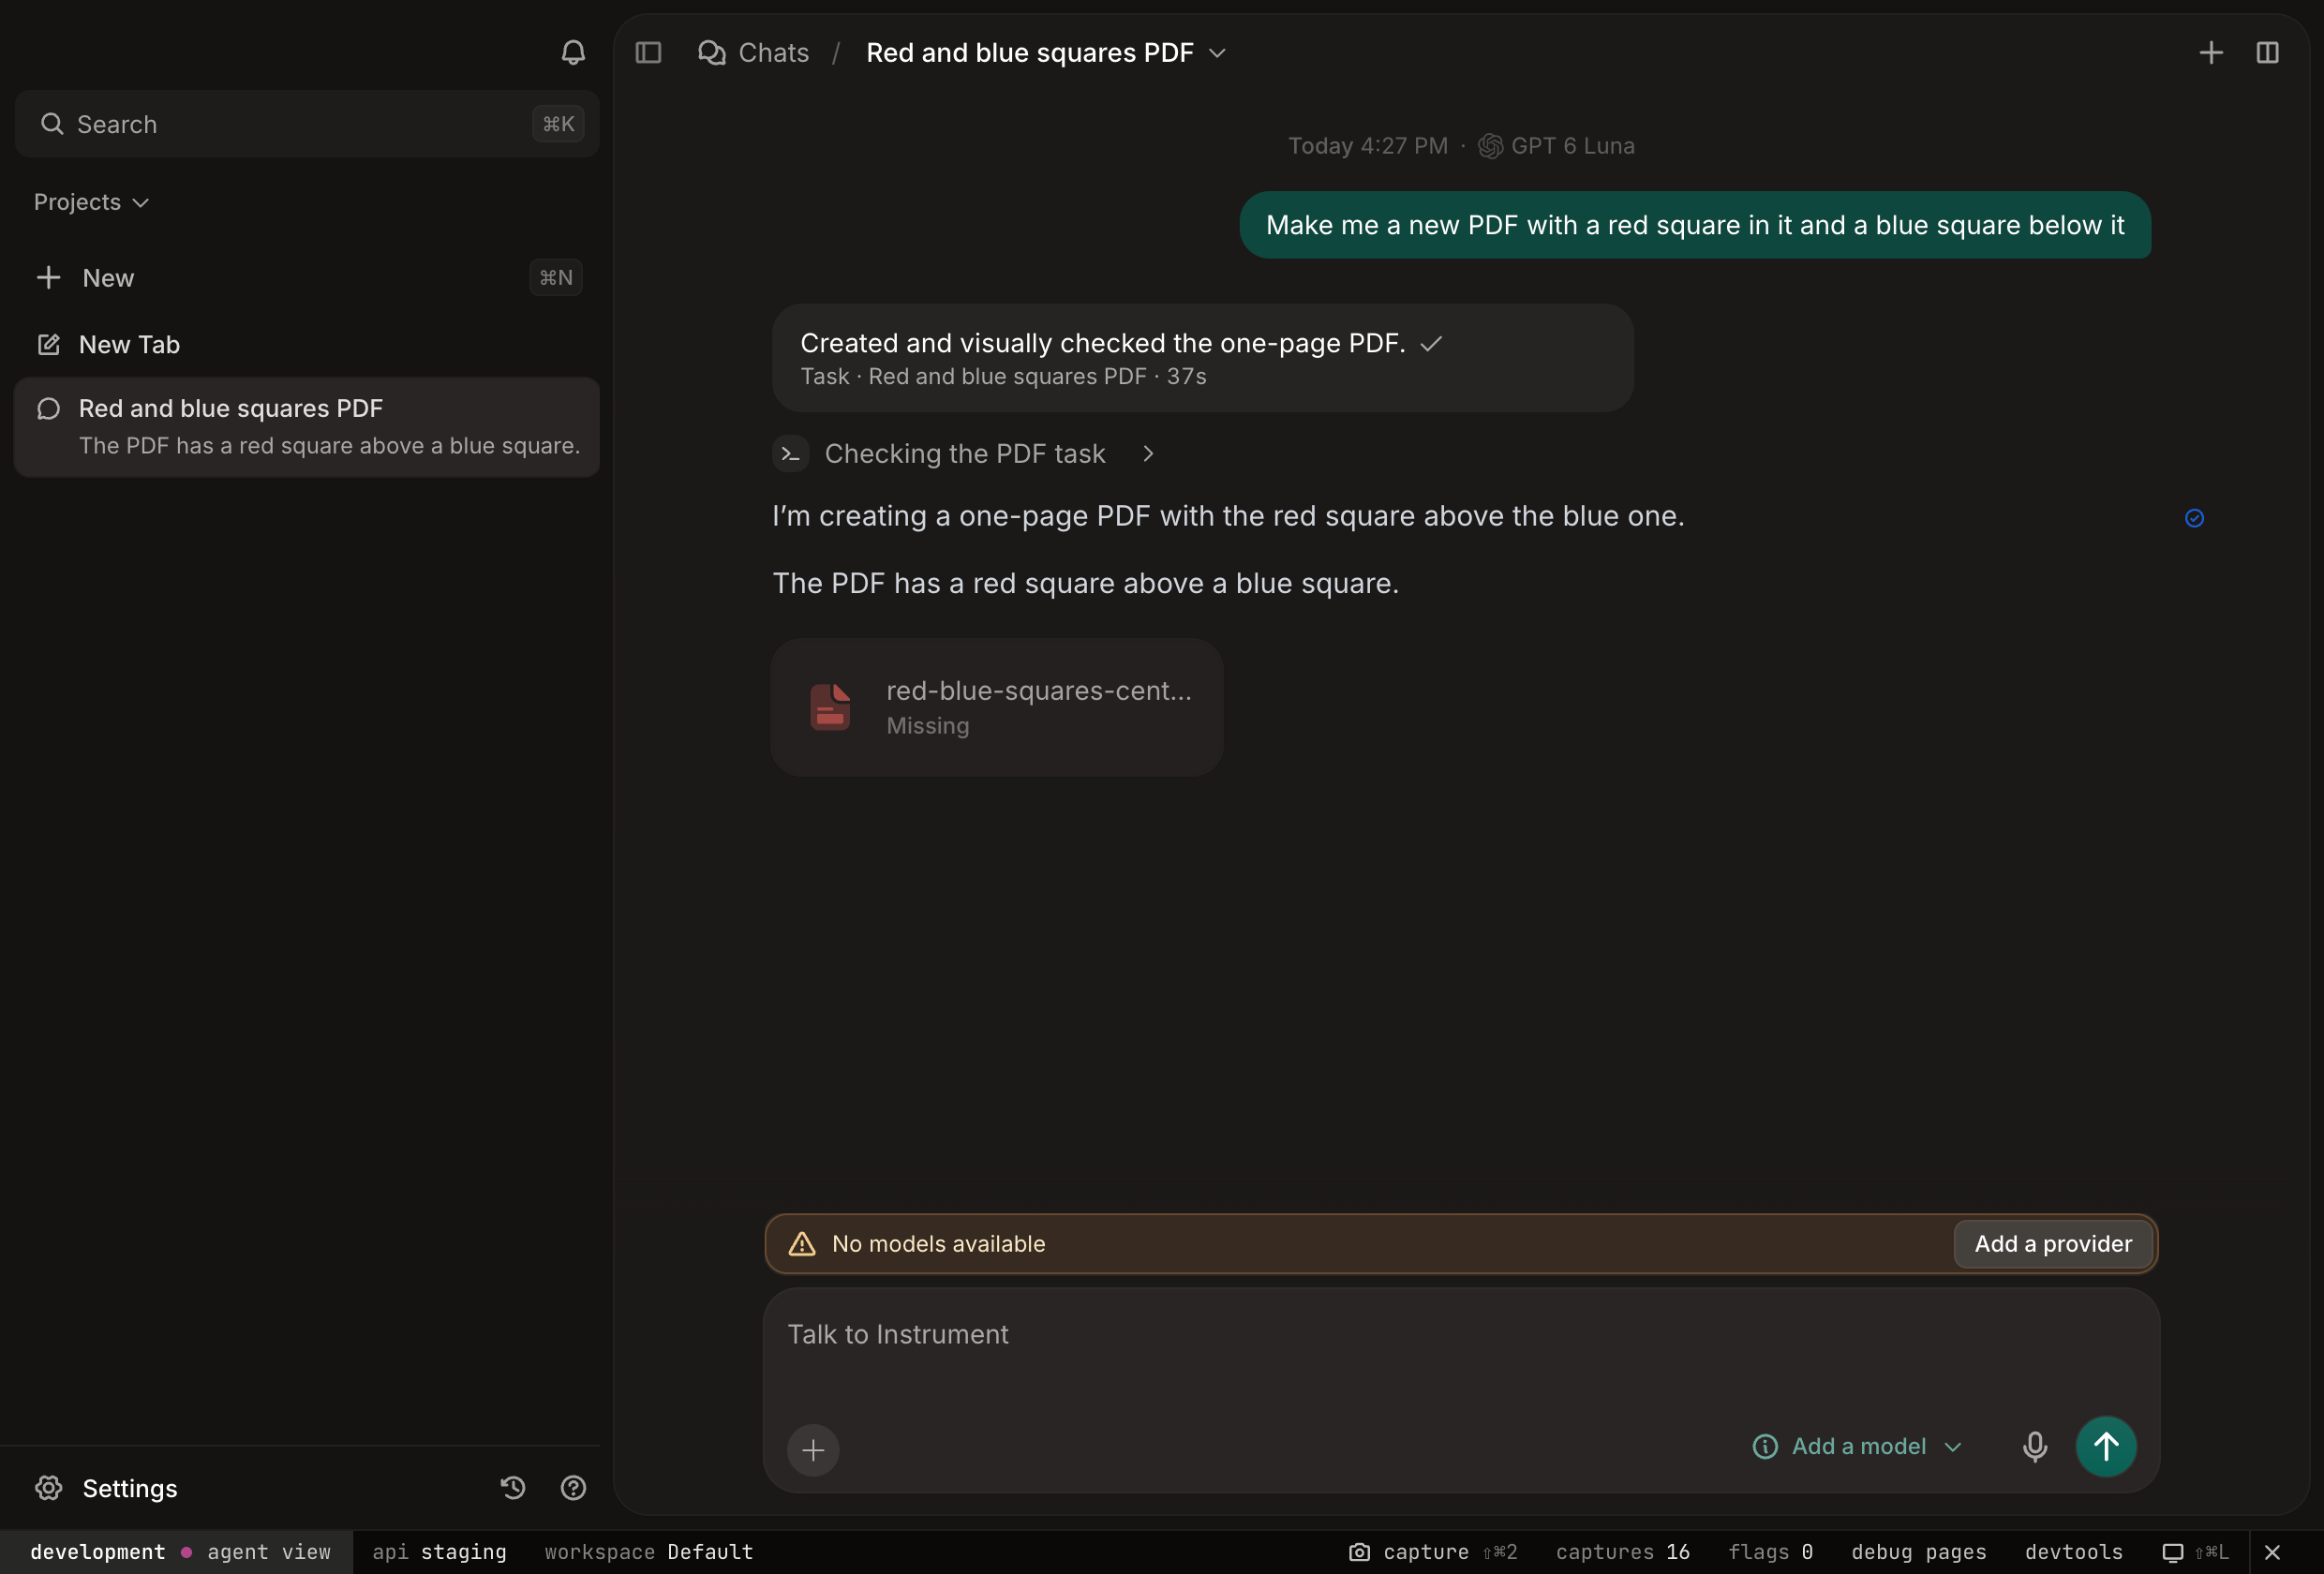 Search
⌘K
Projects
New
⌘N
New Tab
Red and blue squares PDF
The PDF has a red square above a blue square.
Settings
Chats / Red and blue squares PDF
Today 4:27 PM · GPT 6 Luna
Make me a new PDF with a red square in it and a blue square below it
Created and visually checked the one-page PDF.
Task · Red and blue squares PDF · 37s
Checking the PDF task
I’m creating a one-page PDF with the red square above the blue one.
The PDF has a red square above a blue square.
red-blue-squares-cent...
Missing
No models available
Add a provider
Talk to Instrument
Add a model
development agent view api staging workspace Default capture ⇧⌘2 captures 16 flags 0 debug pages devtools ⇧⌘L